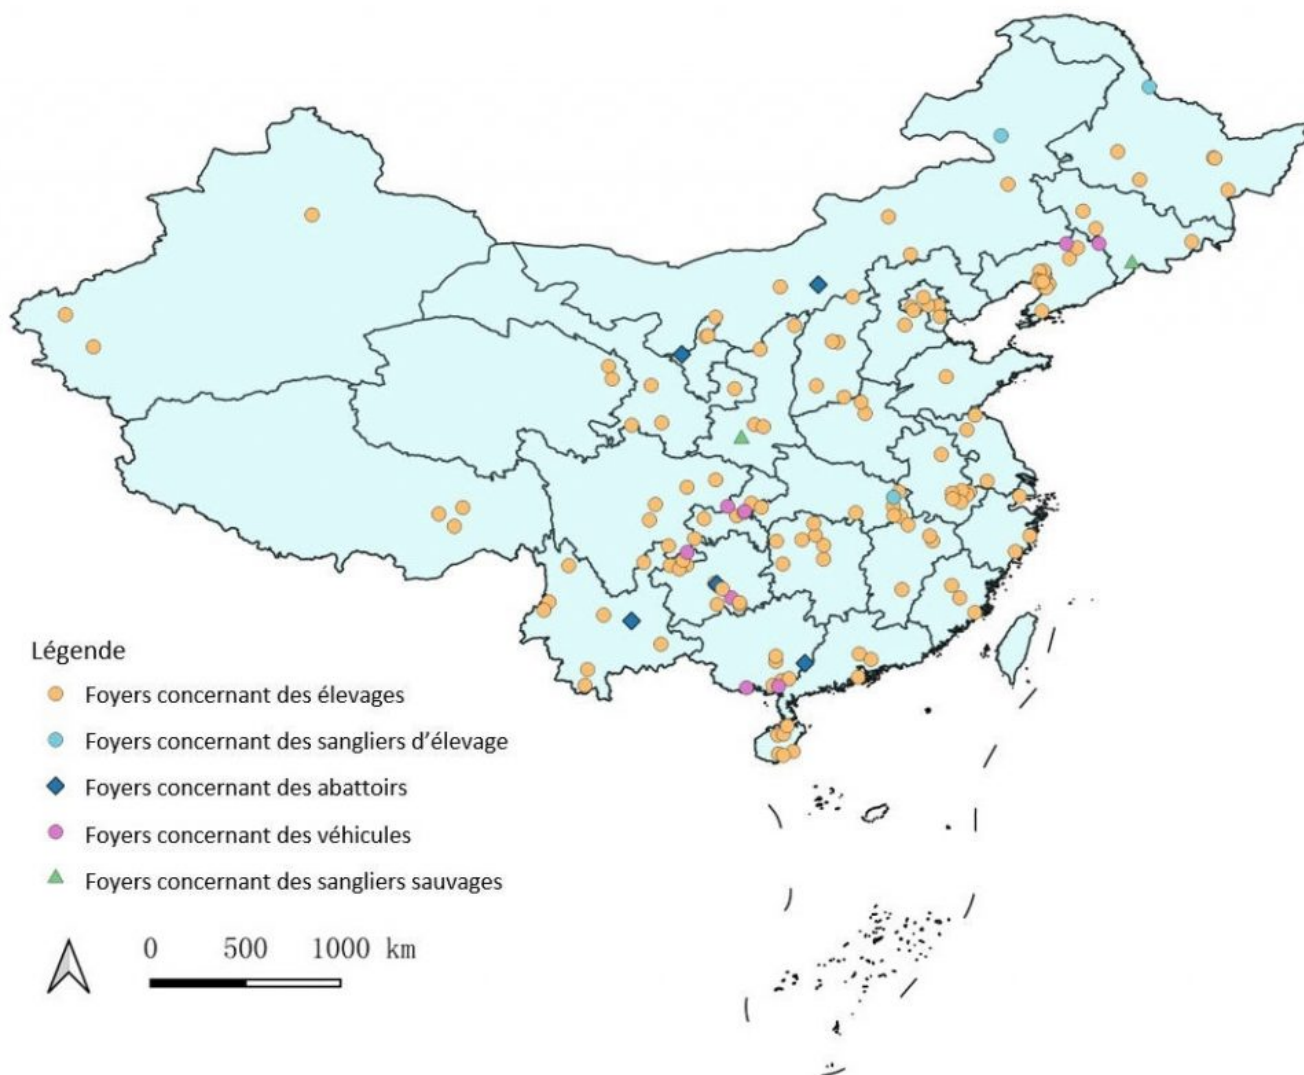 Légende
Foyers concernant des élevages
Foyers concernant des sangliers d'élevage
Foyers concernant des abattoirs
Foyers concernant des véhicules
Foyers concernant des sangliers sauvages
0 500 1000 km